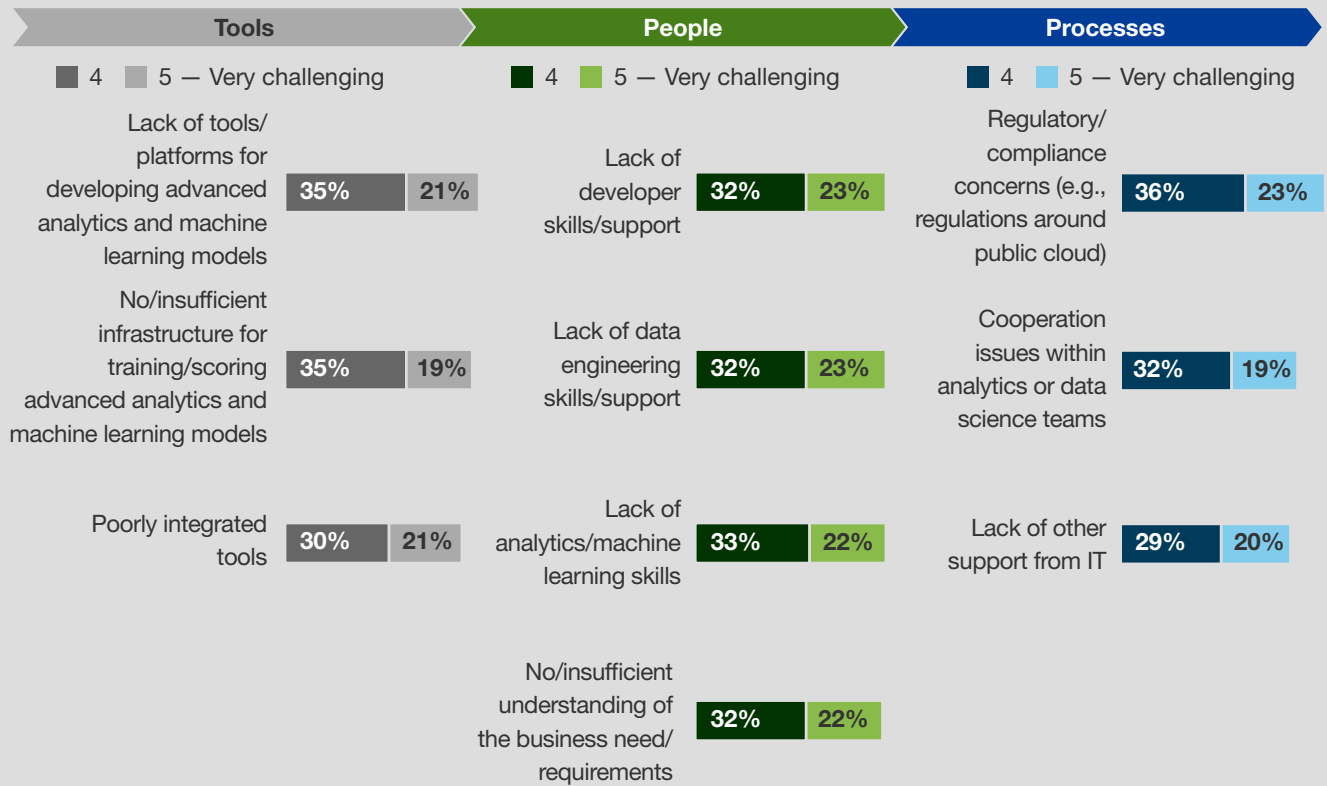 Tools
4 5 — Very challenging
Lack of tools/
platforms for
developing advanced
analytics and machine
learning models
35% 21%
No/insufficient
infrastructure for
training/scoring
advanced analytics and
machine learning models
35% 19%
Poorly integrated
tools
30% 21%
People
4 5 — Very challenging
Lack of
developer
skills/support
32% 23%
Lack of data
engineering
skills/support
32% 23%
Lack of
analytics/machine
learning skills
33% 22%
No/insufficient
understanding of
the business need/
requirements
32% 22%
Processes
4 5 — Very challenging
Regulatory/
compliance
concerns (e.g.,
regulations around
public cloud)
36% 23%
Cooperation
issues within
analytics or data
science teams
32% 19%
Lack of other
support from IT
29% 20%